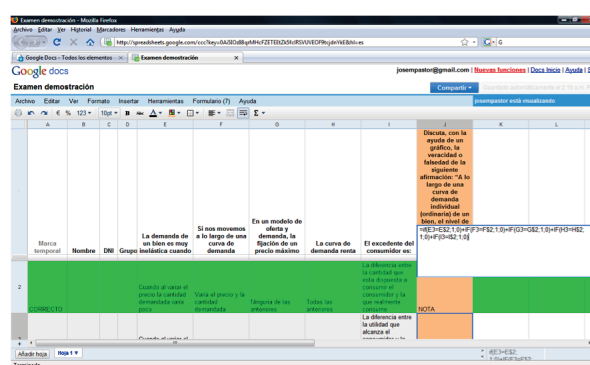 Examen demostración - Mozilla Firefox
Archivo Editar Ver Historial Marcadores Herramientas Ayuda
G
Google Docs - Todos los elementos
Examen demostración
Google docs
josempastor@gmail.com | Nuevas funciones | Docs Inicio | Ayuda |
Examen demostración
Compartir
Archivo Editar Ver Formato Insertar Herramientas Formulario (7) Ayuda
josempastor está visualizando
€ % 123 10pt B Abc A Σ
A B C D E F G H I J K L
Marca temporal
Nombre
DNI
Grupo
La demanda de
un bien es muy
inelástica cuando
Si nos movemos
a lo largo de una
curva de
demanda
En un modelo de
oferta y
demanda, la
fijación de un
precio máximo
La curva de
demanda renta
El excedente del
consumidor es:
Discuta, con la
ayuda de un
gráfico, la
veracidad o
falsedad de la
siguiente
afirmación: "A lo
largo de una
curva de
demanda
individual
(ordinaria) de un
bien, el nivel de
=if(E3=E$2;1;0)+IF(F3=F$2;1;0)+IF(G3=G$2;1;0)+IF(H3=H$2;
1;0)+IF(I3=I$2;1;0)
2
CORRECTO
Cuando al variar el
precio la cantidad
demandada varía
poco
Varía el precio y la
cantidad
demandada
Ninguna de las
anteriores
Todas las
anteriores
La diferencia entre
la cantidad que
está dispuesta a
consumir el
consumidor y la
que realmente
consume
NOTA
3
Cuando al variar el
La diferencia entre
la utilidad que
alcanza el
Añadir hoja
Hoja 1
Terminado